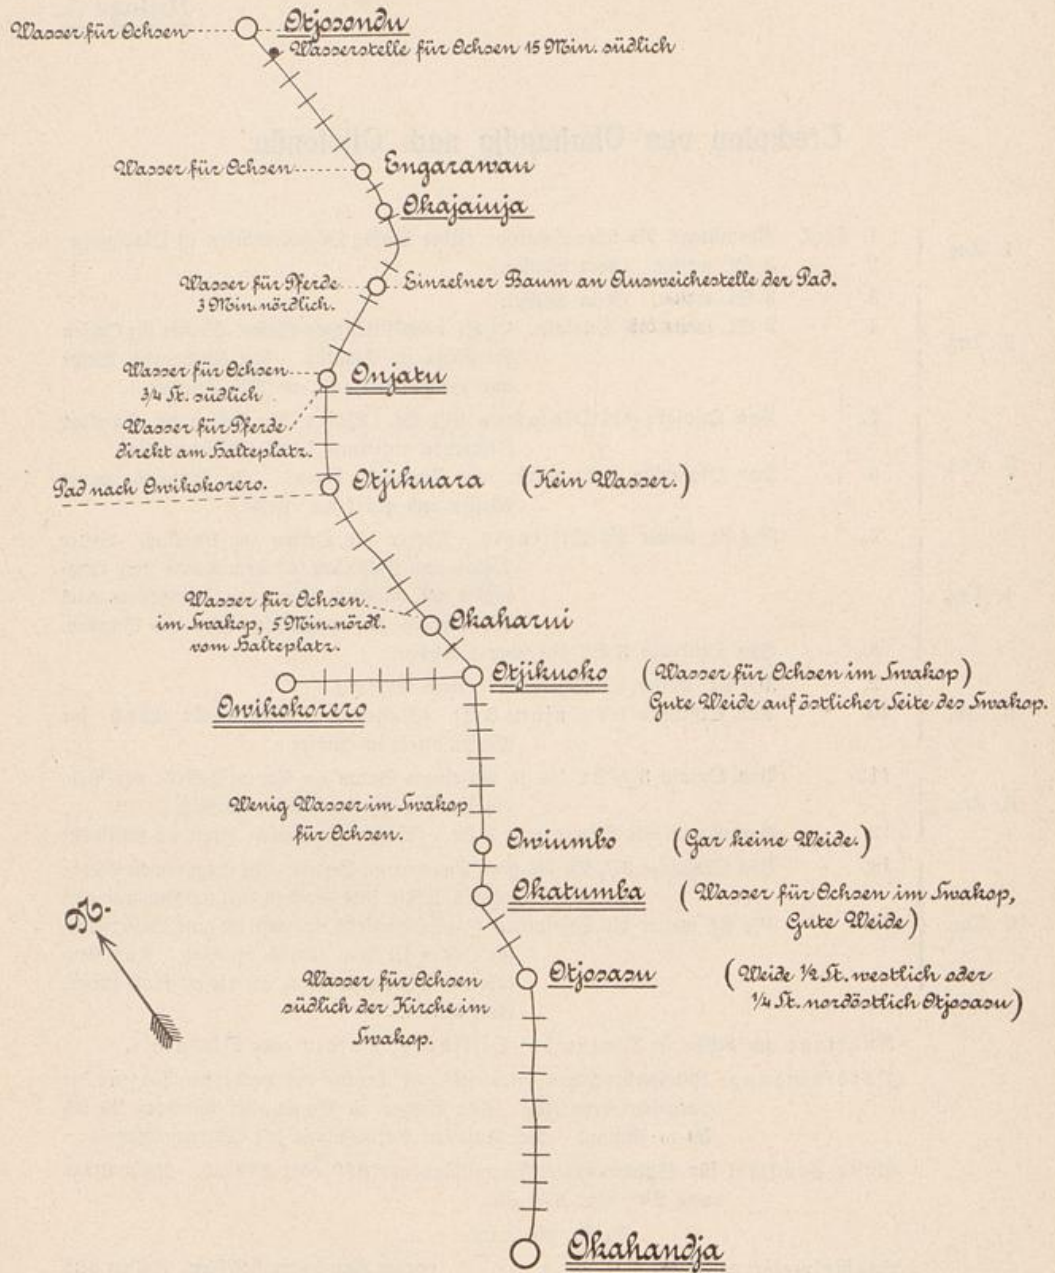 Wasser für Ochsen
Otjosondu
Wasserstelle für Ochsen 15 Min. südlich
Wasser für Ochsen
Engarawau
Okajainja
Wasser für Pferde
3 Min. nördlich.
Einzelner Baum an Ausweichestelle der Pad.
Wasser für Ochsen
3/4 St. südlich
Onjatu
Wasser für Pferde
direkt am Halteplatz.
Pad nach Owikokorero.
Otjikuara
(Kein Wasser.)
Wasser für Ochsen
im Swakop, 5 Min. nördl.
vom Halteplatz.
Okaharui
Otjikuoko
(Wasser für Ochsen im Swakop)
Gute Weide auf östlicher Seite des Swakop.
Owikokorero
Wenig Wasser im Swakop
für Ochsen.
Owiumbo
(Gar keine Weide.)
Okatumba
(Wasser für Ochsen im Swakop,
Gute Weide)
N.
Otjosasu
(Weide 1/2 St. westlich oder
1/4 St. nordöstlich Otjosasu)
Wasser für Ochsen
südlich der Kirche im
Swakop.
Okahandja